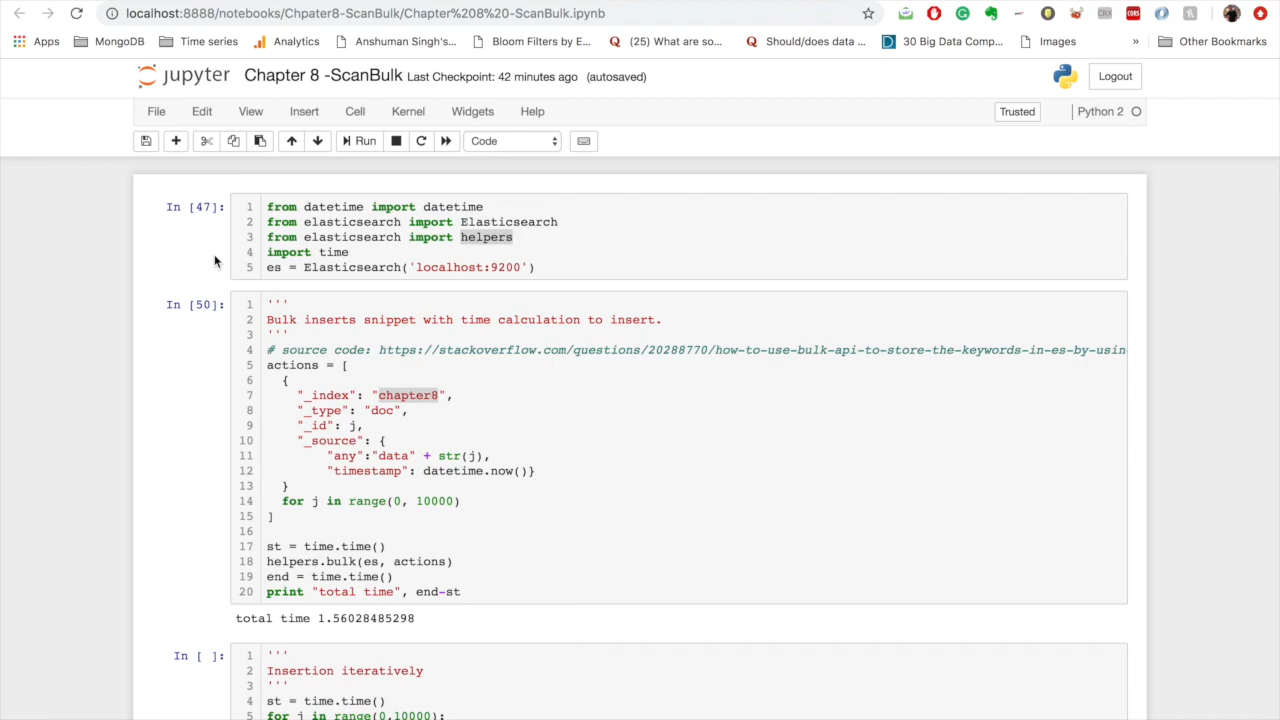 localhost:8888/notebooks/Chpater8-ScanBulk/Chapter%208%20-ScanBulk.ipynb
Apps MongoDB Time series Analytics Anshuman Singh's... Bloom Filters by E... (25) What are so... Should/does data ... 30 Big Data Comp... Images » Other Bookmarks
jupyter Chapter 8 -ScanBulk Last Checkpoint: 42 minutes ago (autosaved) Logout
File Edit View Insert Cell Kernel Widgets Help Trusted Python 2
Run Code
In [47]:
1 from datetime import datetime
2 from elasticsearch import Elasticsearch
3 from elasticsearch import helpers
4 import time
5 es = Elasticsearch('localhost:9200')
In [50]:
1 '''
2 Bulk inserts snippet with time calculation to insert.
3 '''
4 # source code: https://stackoverflow.com/questions/20288770/how-to-use-bulk-api-to-store-the-keywords-in-es-by-usin
5 actions = [
6 {
7 "_index": "chapter8",
8 "_type": "doc",
9 "_id": j,
10 "_source": {
11 "any":"data" + str(j),
12 "timestamp": datetime.now()}
13 }
14 for j in range(0, 10000)
15 ]
16
17 st = time.time()
18 helpers.bulk(es, actions)
19 end = time.time()
20 print "total time", end-st
total time 1.56028485298
In [ ]:
1 '''
2 Insertion iteratively
3 '''
4 st = time.time()
5 for j in range(0,10000):